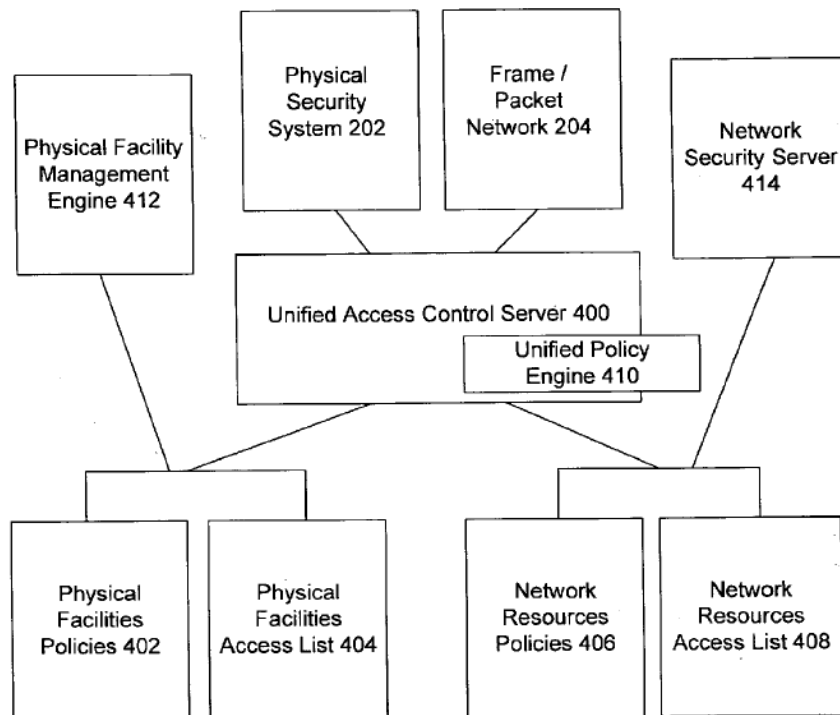 Physical Facility
Management
Engine 412
Physical
Security
System 202
Frame /
Packet
Network 204
Network
Security Server
414
Unified Access Control Server 400
Unified Policy
Engine 410
Physical
Facilities
Policies 402
Physical
Facilities
Access List 404
Network
Resources
Policies 406
Network
Resources
Access List 408